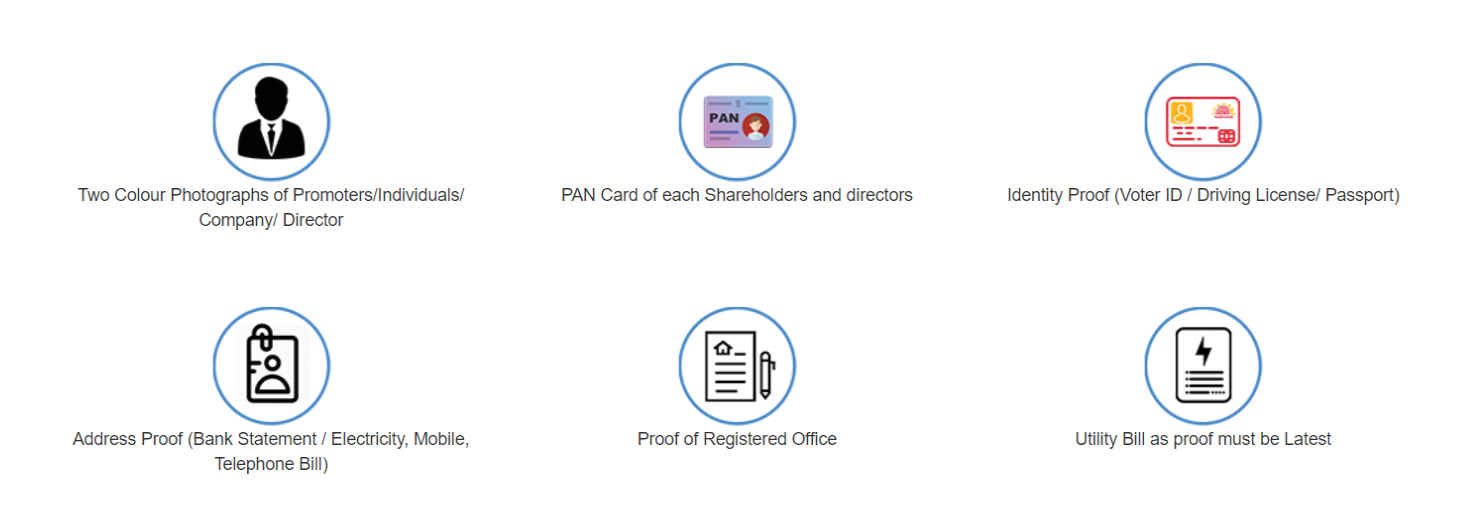 PAN
Two Colour Photographs of Promoters/Individuals/
Company/ Director
PAN Card of each Shareholders and directors
Identity Proof (Voter ID / Driving License/ Passport)
Address Proof (Bank Statement / Electricity, Mobile,
Telephone Bill)
Proof of Registered Office
Utility Bill as proof must be Latest